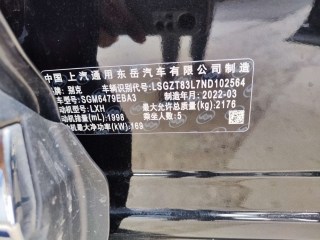 中国上汽通用东岳汽车有限公司制造
品牌：别克 车辆识别代号：LSGZT83L7ND102564
车型：SGM6479EBA3 制造年月：2022-03
发动机型号：LXH 最大允许总质量(kg)：2176
发动机排量(mL)：1998 乘坐人数：5
发动机最大净功率(kW)：169